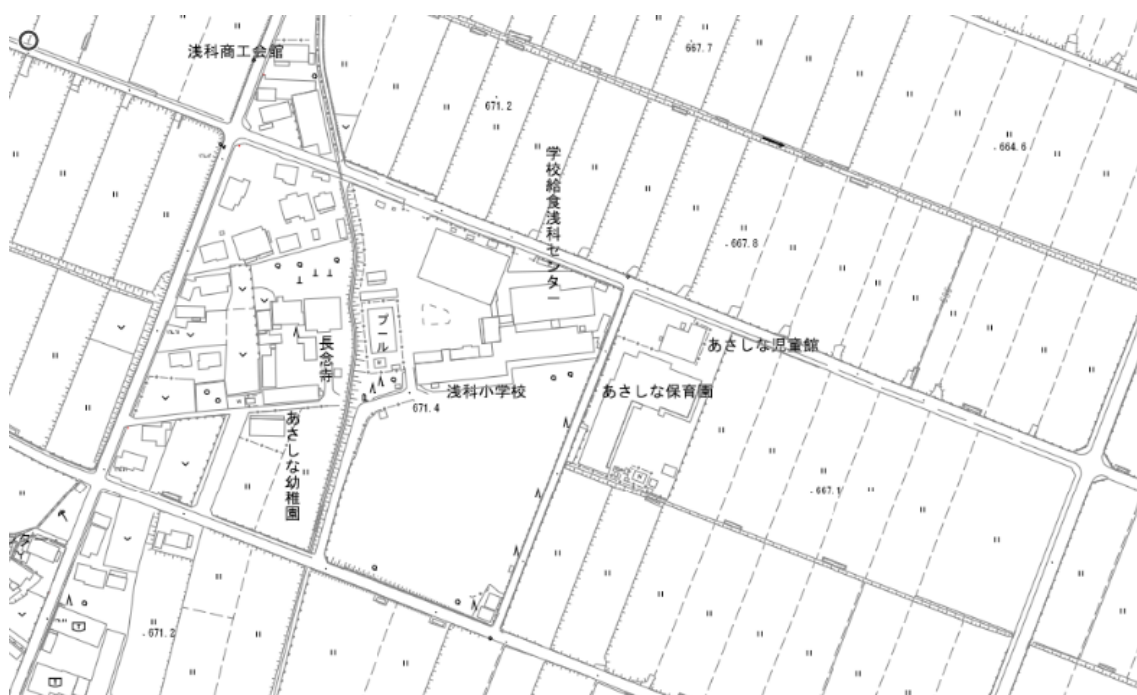 浅科商工会館
667.7
671.2
664.6
学校給食浅科センター
667.8
プール
長念寺
あさしな児童館
浅科小学校
あさしな保育園
671.4
あさしな幼稚園
667.1
タ
671.2